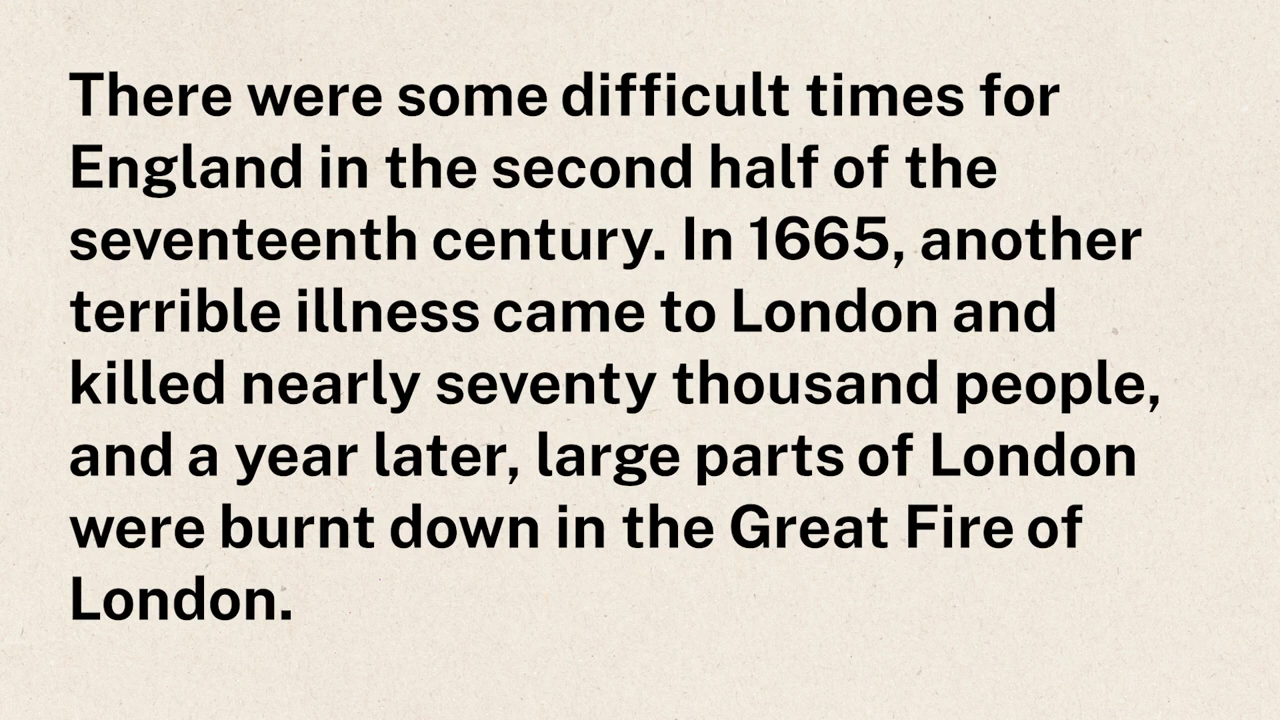 There were some difficult times for
England in the second half of the
seventeenth century. In 1665, another
terrible illness came to London and
killed nearly seventy thousand people,
and a year later, large parts of London
were burnt down in the Great Fire of
London.